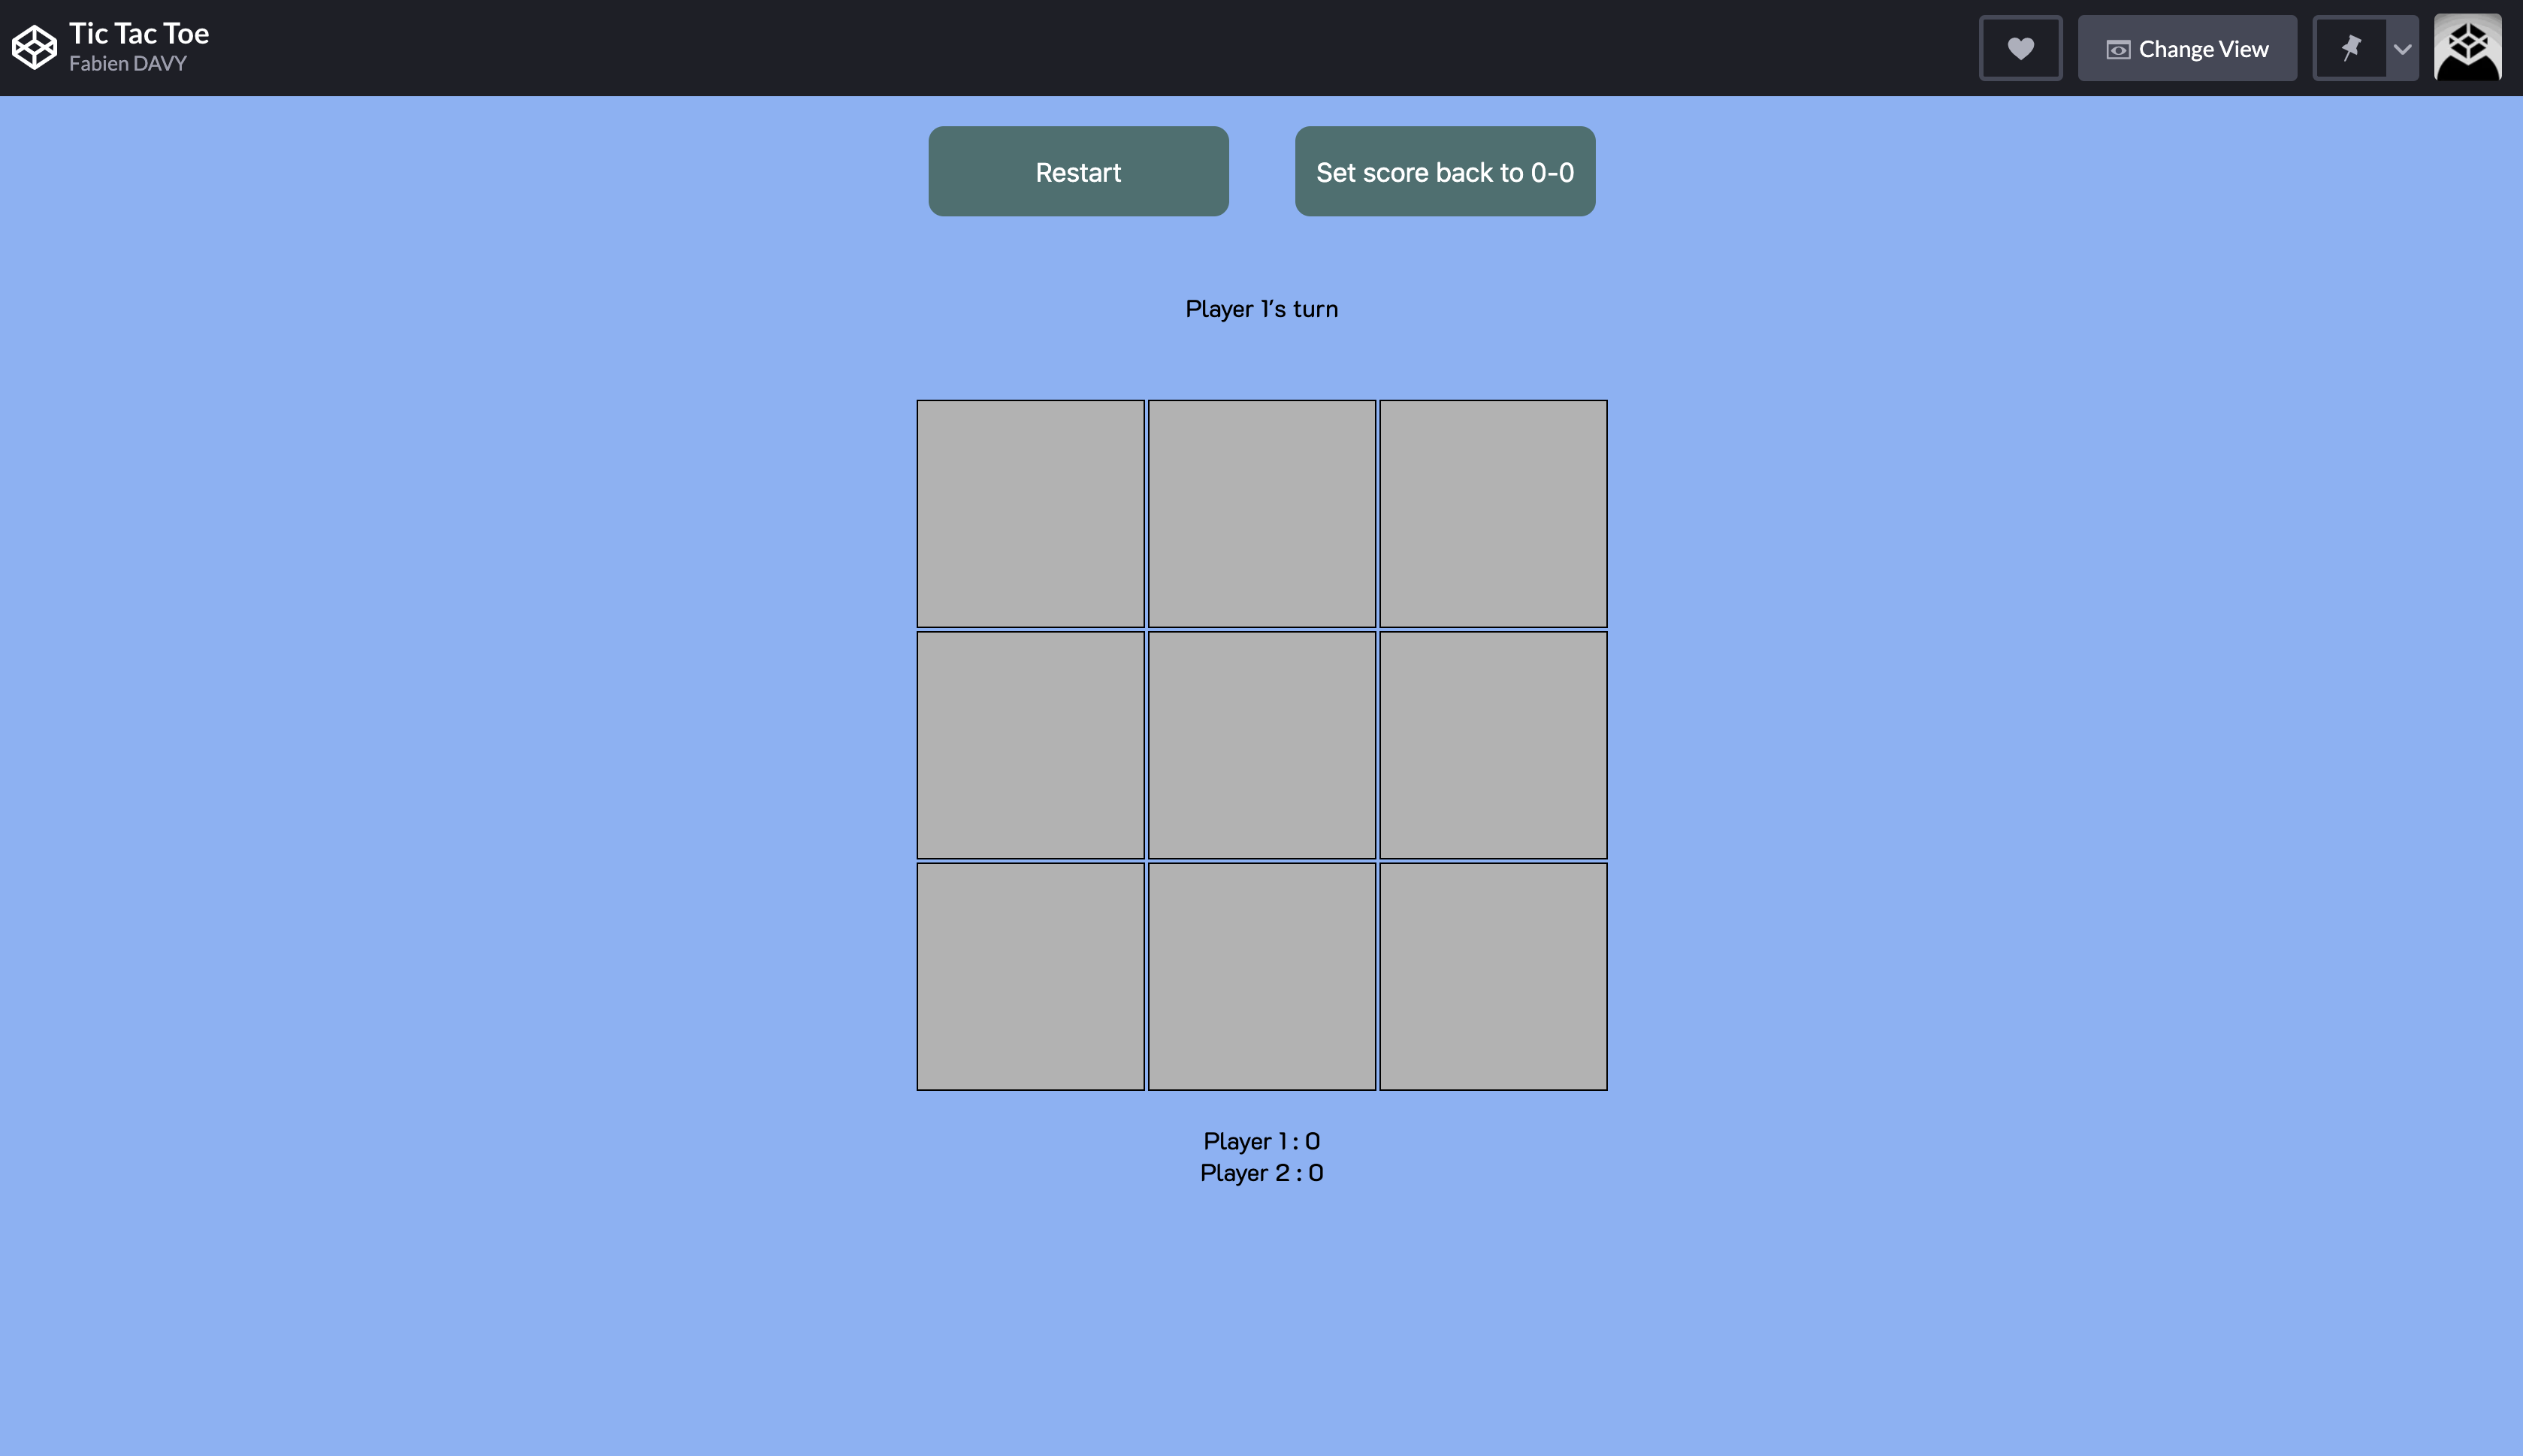 Tic Tac Toe
Fabien DAVY
Change View
Restart
Set score back to 0-0
Player 1's turn
Player 1 : 0
Player 2 : 0